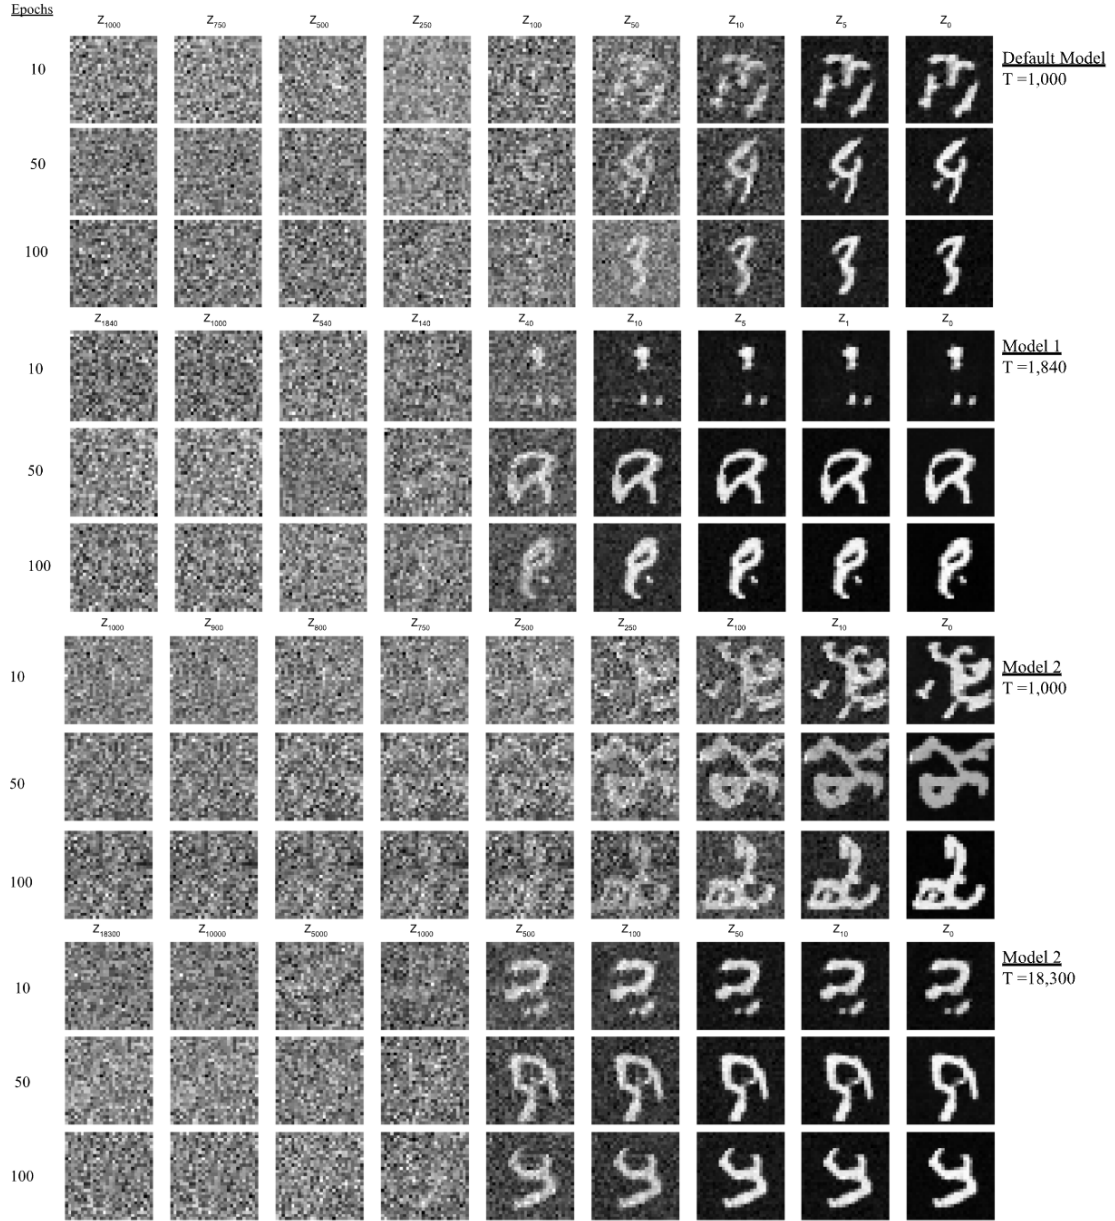 Epochs
Z1000 Z750 Z500 Z250 Z100 Z50 Z10 Z5 Z0
10
Default Model
T =1,000
50
100
Z1840 Z1000 Z540 Z140 Z40 Z10 Z5 Z1 Z0
10
Model 1
T =1,840
50
100
Z1000 Z900 Z800 Z750 Z500 Z250 Z100 Z10 Z0
10
Model 2
T =1,000
50
100
Z18300 Z10000 Z5000 Z1000 Z500 Z100 Z50 Z10 Z0
10
Model 2
T =18,300
50
100